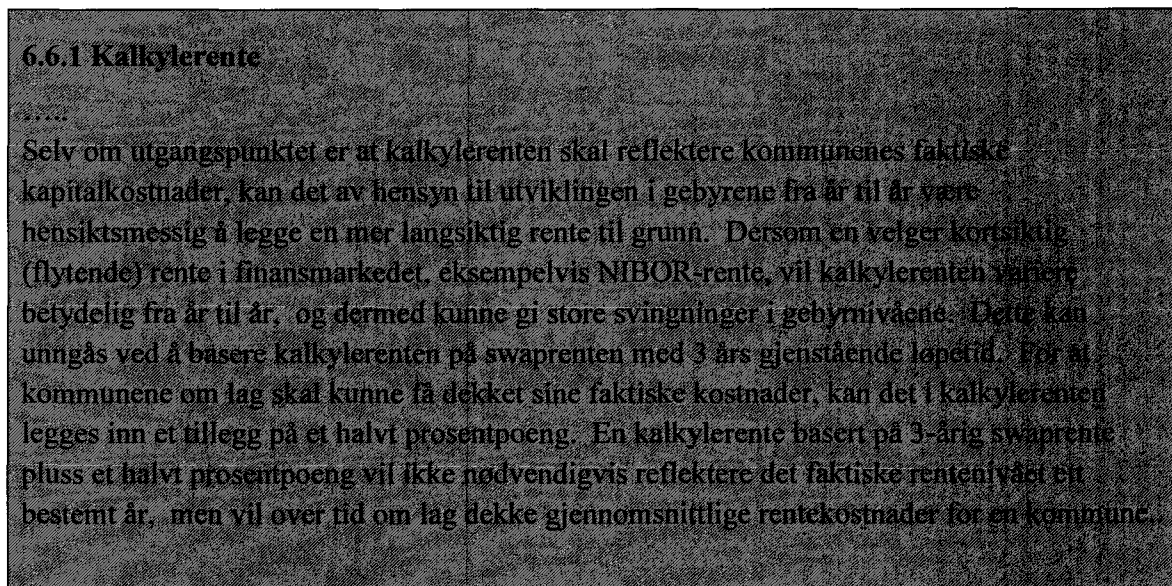 6.6.1 Kalkylerente
.....
Selv om utgangspunktet er at kalkylerenten skal reflektere kommunenes faktiske
kapitalkostnader, kan det av hensyn til utviklingen i gebyrene fra år til år være
hensiktsmessig å legge en mer langsiktig rente til grunn. Dersom en velger kortsiktig
(flytende) rente i finansmarkedet, eksempelvis NIBOR-rente, vil kalkylerenten variere
betydelig fra år til år, og dermed kunne gi store svingninger i gebyrnivåene. Dette kan
unngås ved å basere kalkylerenten på swaprenten med 3 års gjenstående løpetid. For at
kommunene om lag skal kunne få dekket sine faktiske kostnader, kan det i kalkylerenten
legges inn et tillegg på et halvt prosentpoeng. En kalkylerente basert på 3-årig swaprente
pluss et halvt prosentpoeng vil ikke nødvendigvis reflektere det faktiske rentenivået ett
bestemt år, men vil over tid om lag dekke gjennomsnittlige rentekostnader for en kommune...